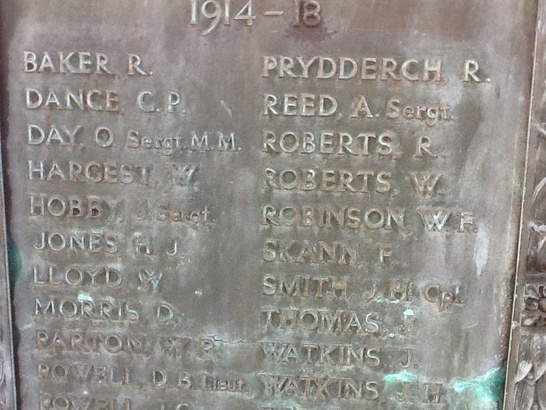 1914-18
BAKER, R.
DANCE, C. P.
DAY, O. Sergt. M. M.
HARGEST, W.
HOBBY, J. Sergt.
JONES, H. J.
LLOYD, W.
MORRIS, D.
PARTON, W. R.
POWELL, D. B. Lieut.
POWELL, J. C.
PRYDDERCH, R.
REED, A. Sergt.
ROBERTS, R.
ROBERTS, W.
ROBINSON, W. F.
SKANN, F.
SMITH, J. H. Cpl.
THOMAS, J.
WATKINS, J.
WATKINS, J. H.